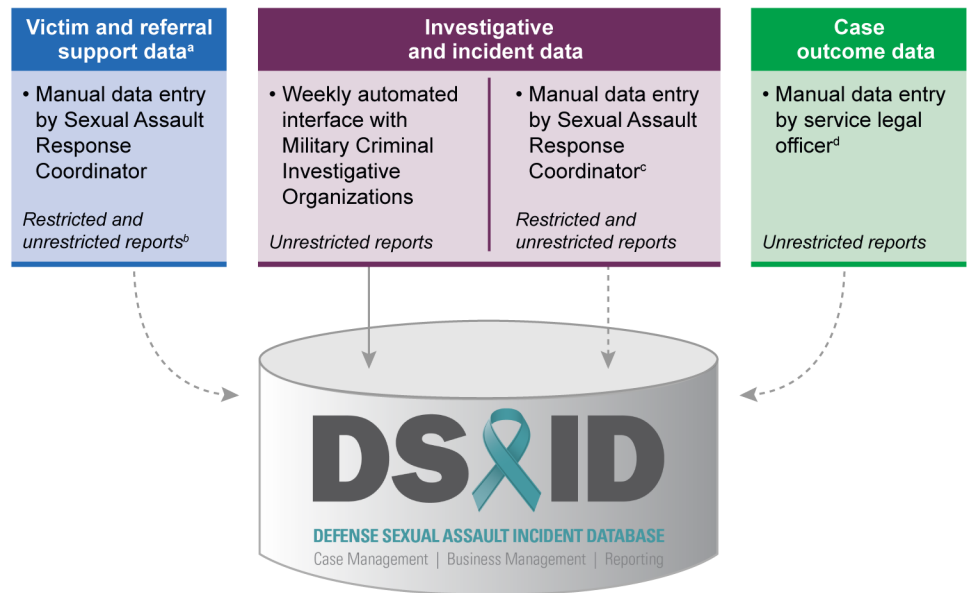 Victim and referral
support dataᵃ
• Manual data entry
by Sexual Assault
Response
Coordinator
Restricted and
unrestricted reportsᵇ
Investigative
and incident data
• Weekly automated
interface with
Military Criminal
Investigative
Organizations
Unrestricted reports
• Manual data entry
by Sexual Assault
Response
Coordinatorᶜ
Restricted and
unrestricted reports
Case
outcome data
• Manual data entry
by service legal
officerᵈ
Unrestricted reports
DSAID
DEFENSE SEXUAL ASSAULT INCIDENT DATABASE
Case Management | Business Management | Reporting